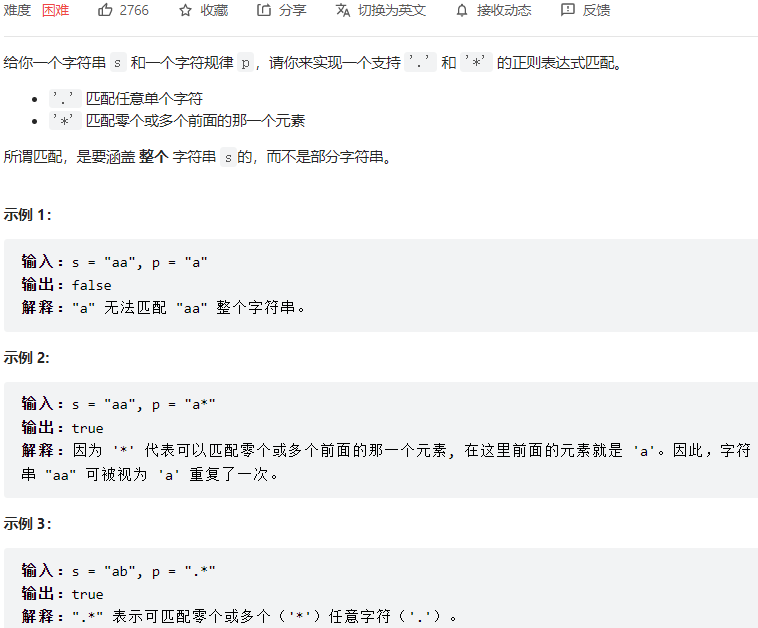 难度 困难 2766 收藏 分享 切换为英文 接收动态 反馈
给你一个字符串 s 和一个字符规律 p，请你来实现一个支持 '.' 和 '*' 的正则表达式匹配。
'.' 匹配任意单个字符
'*' 匹配零个或多个前面的那一个元素
所谓匹配，是要涵盖 整个 字符串 s 的，而不是部分字符串。
示例 1:
输入：s = "aa", p = "a"
输出：false
解释："a" 无法匹配 "aa" 整个字符串。
示例 2:
输入：s = "aa", p = "a*"
输出：true
解释：因为 '*' 代表可以匹配零个或多个前面的那一个元素, 在这里前面的元素就是 'a'。因此，字符
串 "aa" 可被视为 'a' 重复了一次。
示例 3:
输入：s = "ab", p = ".*"
输出：true
解释：".*" 表示可匹配零个或多个（'*'）任意字符（'.'）。